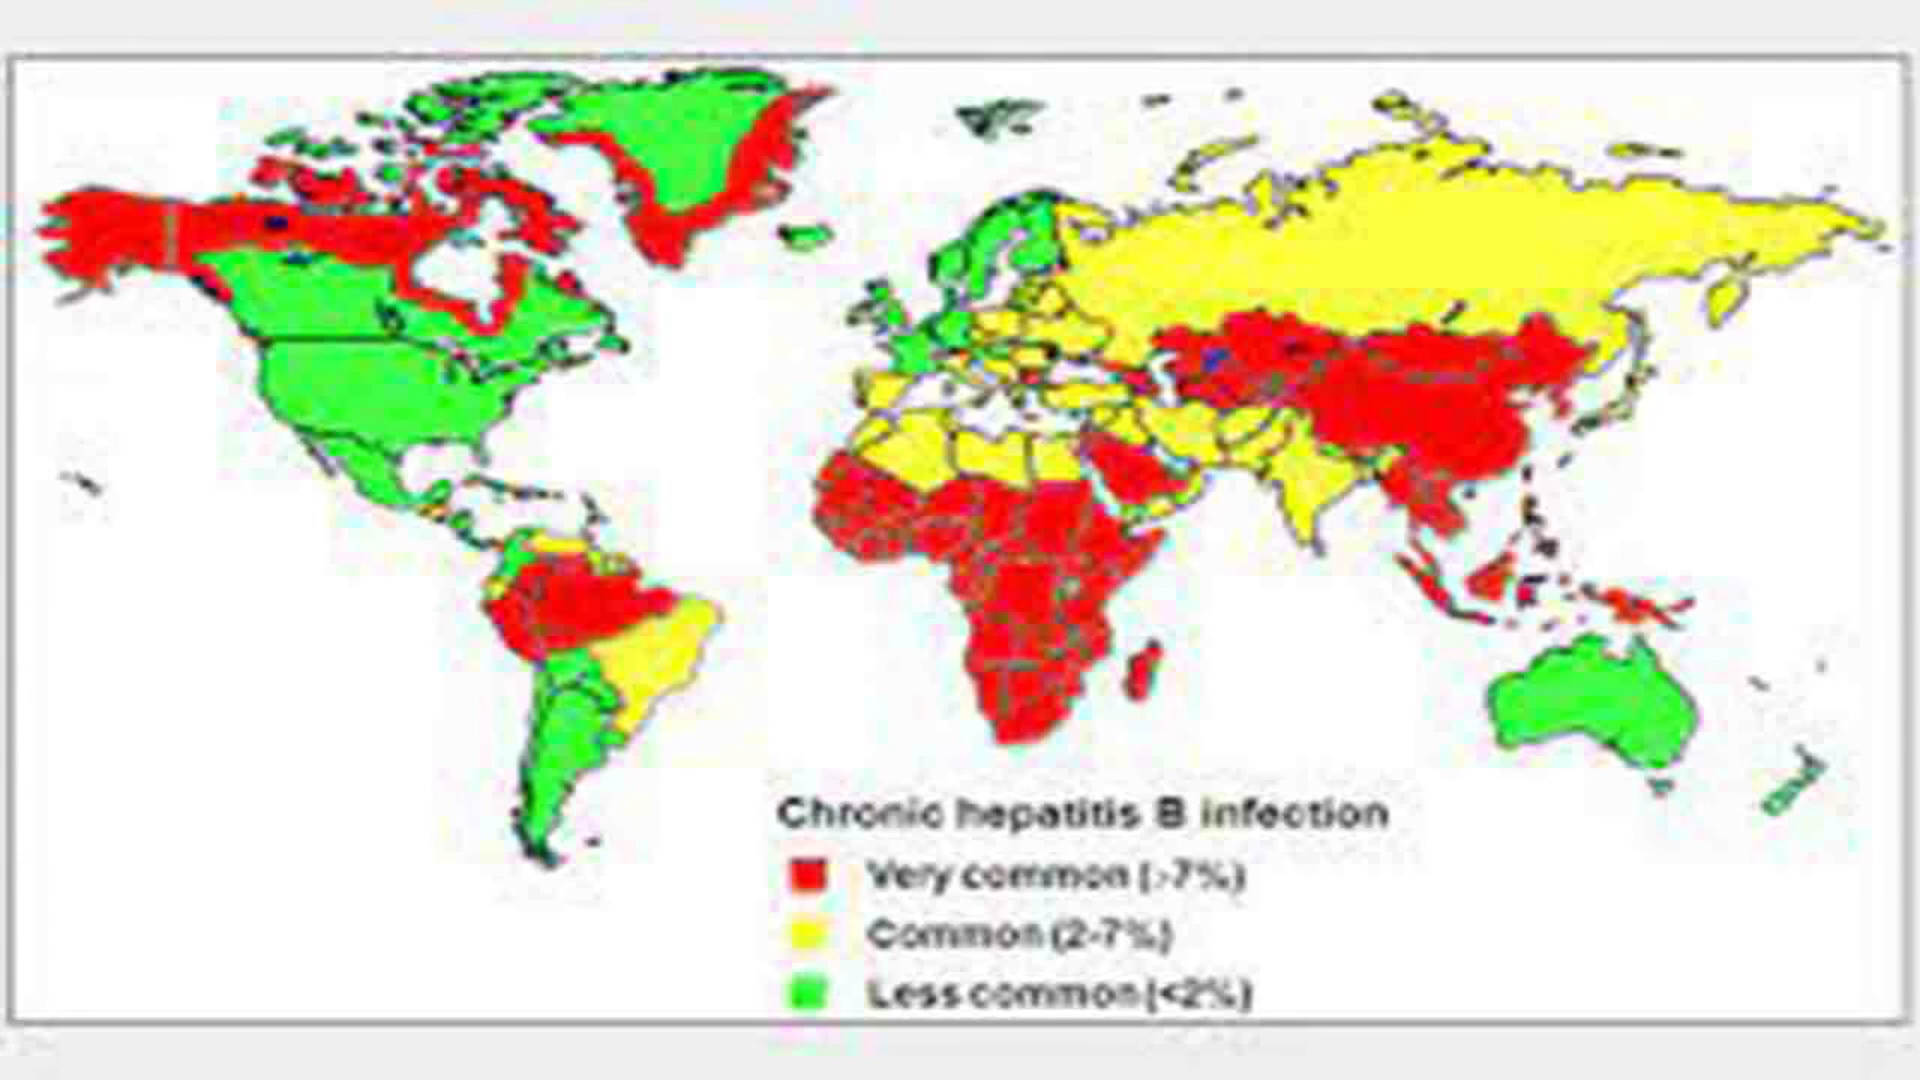 Chronic hepatitis B infection
Very common (>7%)
Common (2-7%)
Less common (<2%)